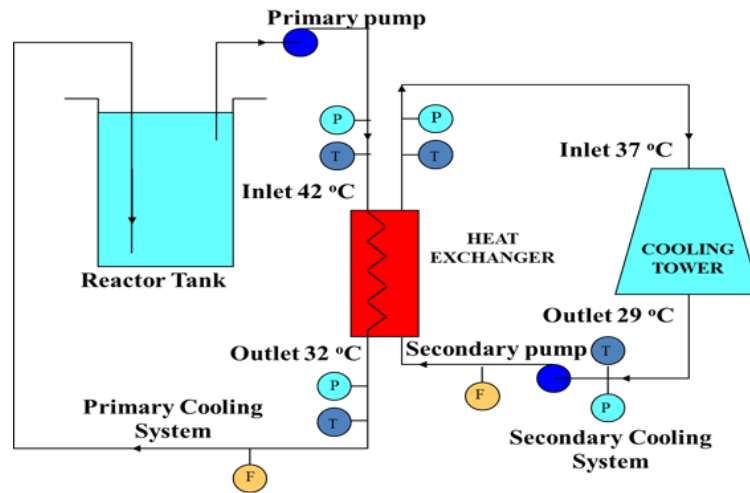 Primary pump
P
P
T
T
Inlet 42 °C
Inlet 37 °C
HEAT
EXCHANGER
COOLING
TOWER
Reactor Tank
Outlet 29 °C
Outlet 32 °C
Secondary pump
T
P
F
P
T
Primary Cooling
System
Secondary Cooling
System
F